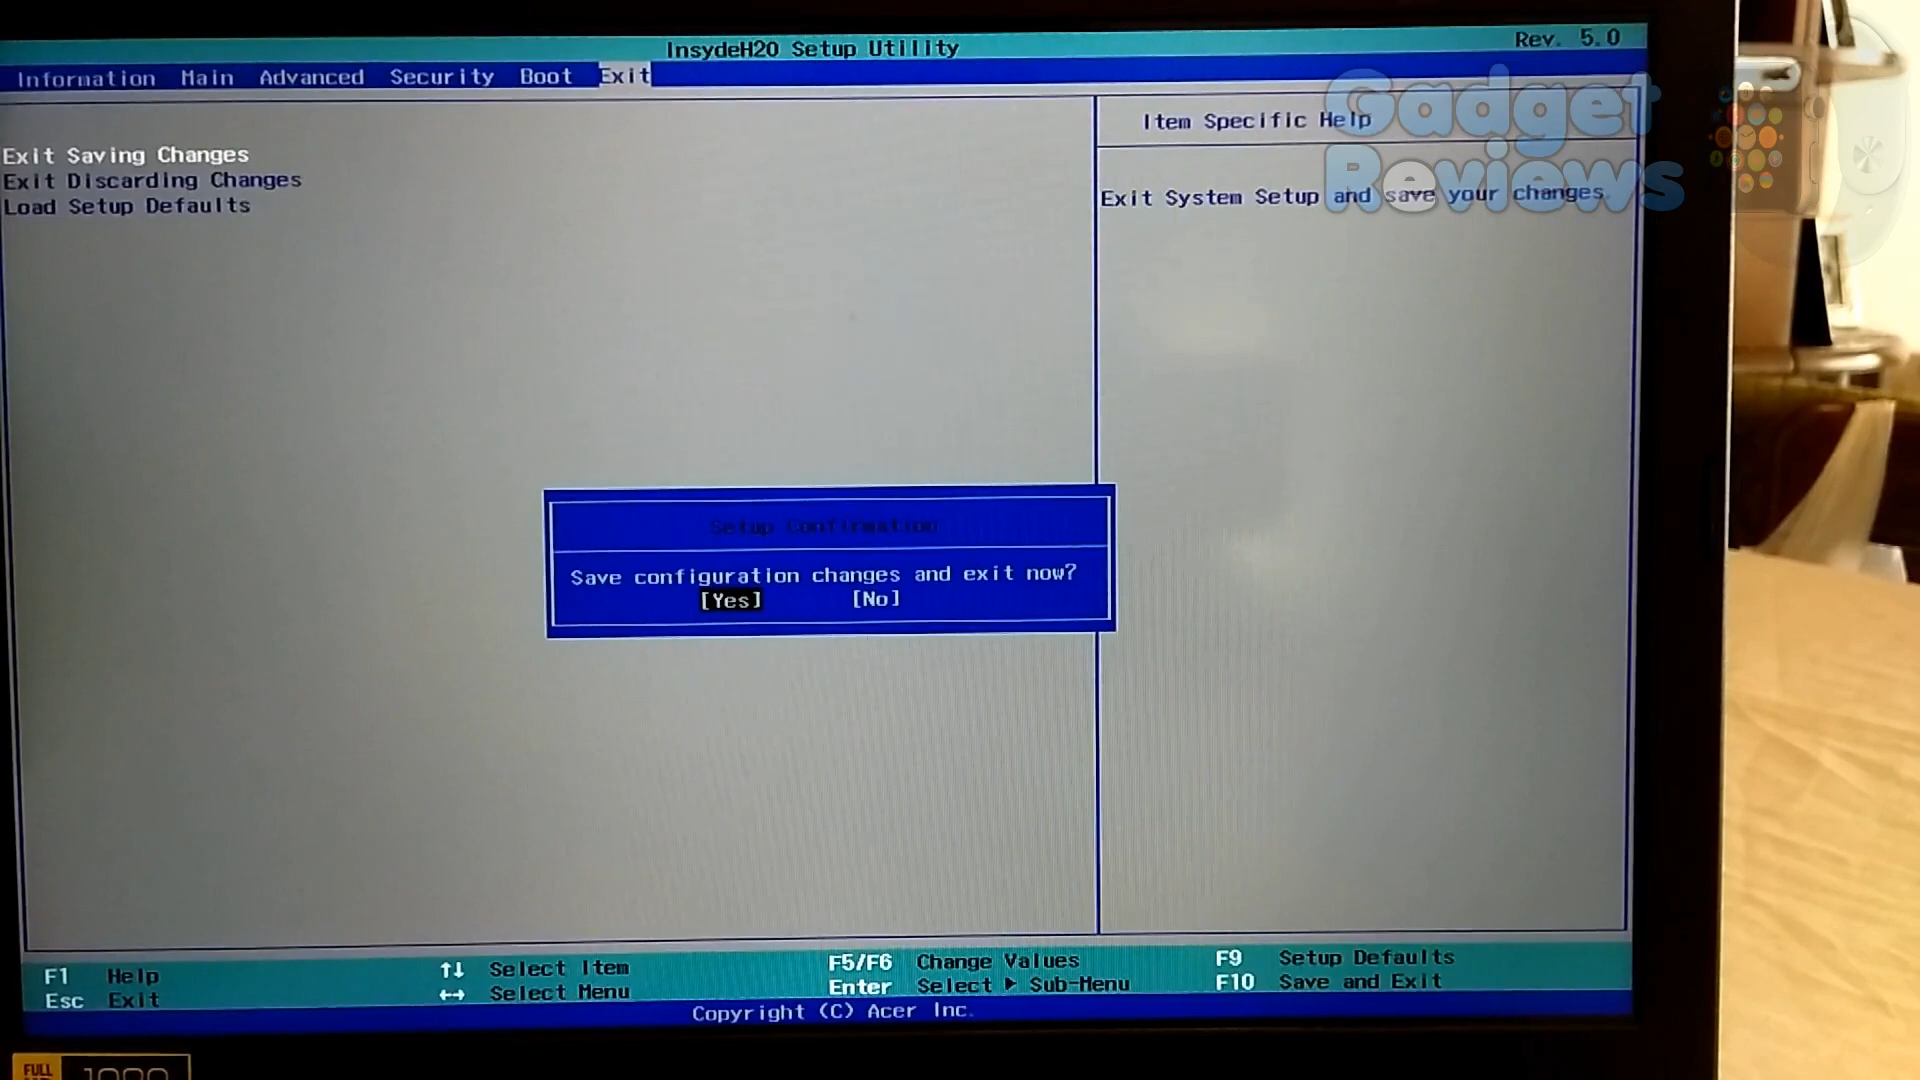 InsydeH2O Setup Utility
Rev. 5.0
Information Main Advanced Security Boot Exit
Gadget
Reviews
Item Specific Help
Exit Saving Changes
Exit Discarding Changes
Load Setup Defaults
Exit System Setup and save your changes.
Setup Confirmation
Save configuration changes and exit now?
[Yes] [No]
F1 Help ↑↓ Select Item F5/F6 Change Values F9 Setup Defaults
Esc Exit ←→ Select Menu Enter Select ▶ Sub-Menu F10 Save and Exit
Copyright (C) Acer Inc.
FULL
1080